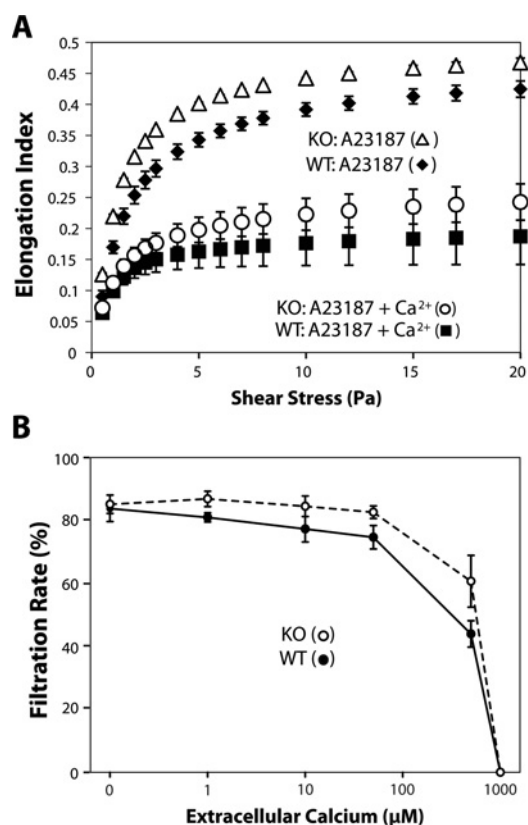 A
0.5
0.45
0.4
0.35
0.3
0.25
0.2
0.15
0.1
0.05
0
Elongation Index
KO: A23187 (△)
WT: A23187 (◆)
KO: A23187 + Ca²⁺ (○)
WT: A23187 + Ca²⁺ (■)
0 5 10 15 20
Shear Stress (Pa)
B
100
80
60
40
20
0
Filtration Rate (%)
KO (○)
WT (●)
0 1 10 100 1000
Extracellular Calcium (μM)